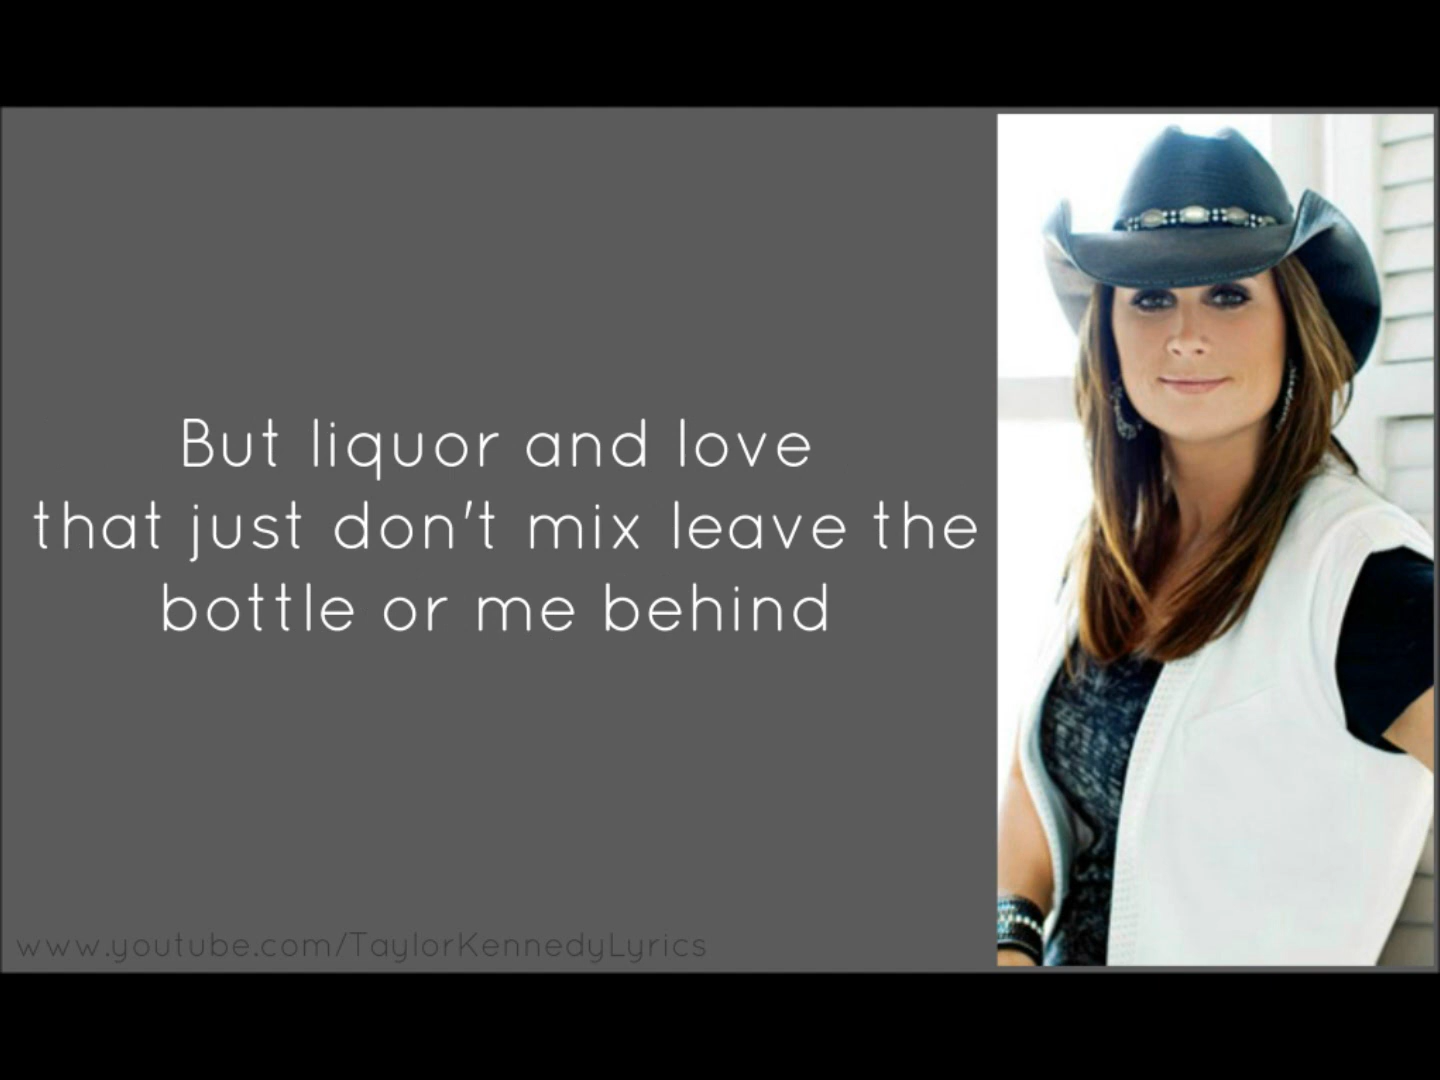 But liquor and love
that just don't mix leave the
bottle or me behind
www.youtube.com/TaylorKennedyLyrics